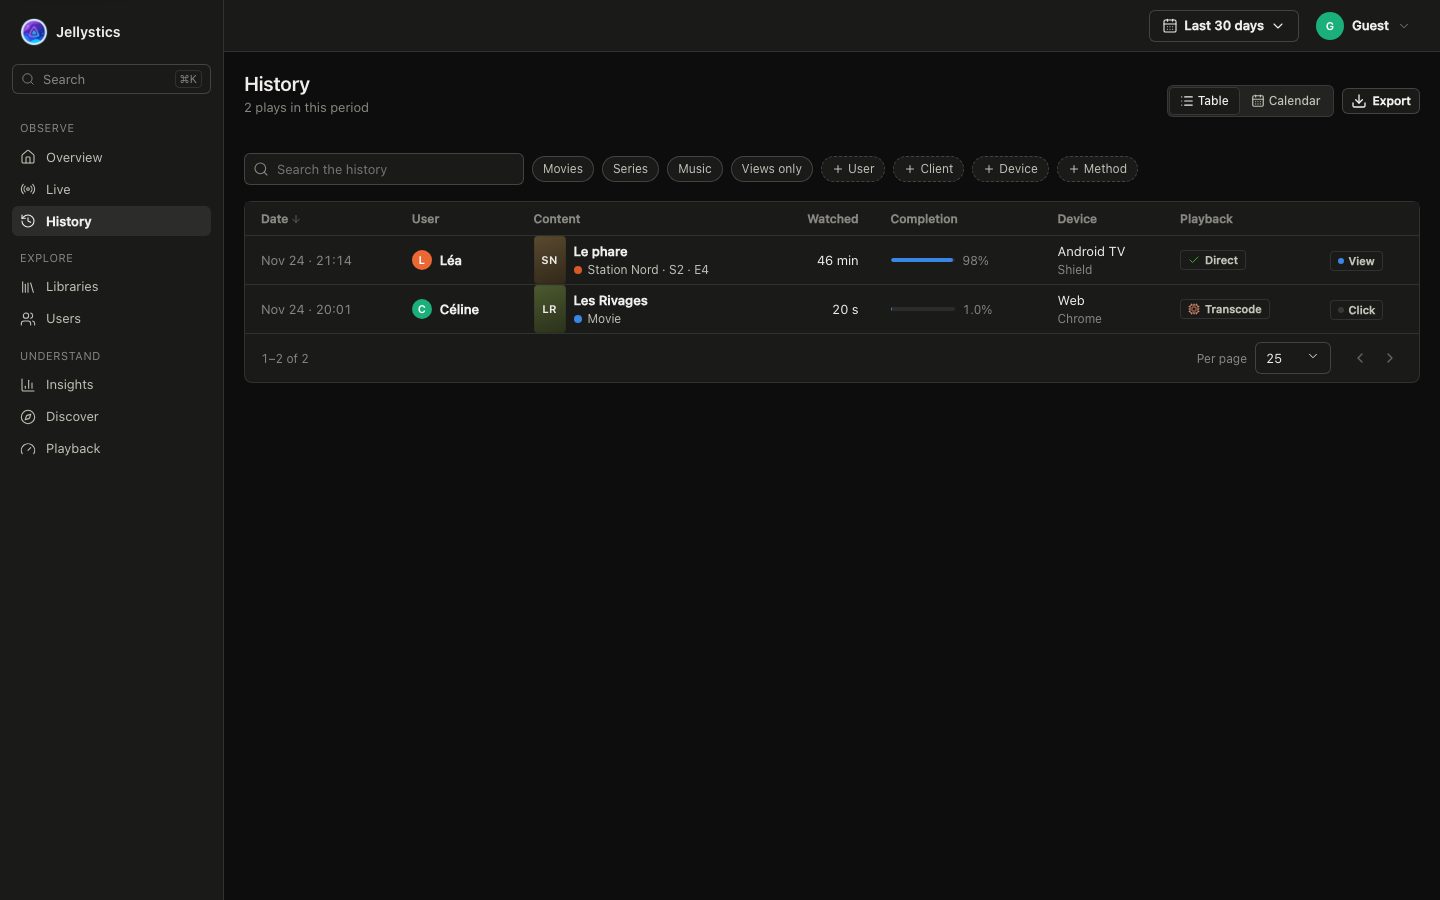 Jellystics
Last 30 days
G
Guest
Search
⌘K
OBSERVE
Overview
Live
History
EXPLORE
Libraries
Users
UNDERSTAND
Insights
Discover
Playback
History
2 plays in this period
Table
Calendar
Export
Search the history
Movies
Series
Music
Views only
+ User
+ Client
+ Device
+ Method
Date ↓ User Content Watched Completion Device Playback
Nov 24 · 21:14
L
Léa
SN
Le phare
Station Nord · S2 · E4
46 min
98%
Android TV
Shield
Direct
View
Nov 24 · 20:01
C
Céline
LR
Les Rivages
Movie
20 s
1.0%
Web
Chrome
Transcode
Click
1–2 of 2
Per page
25